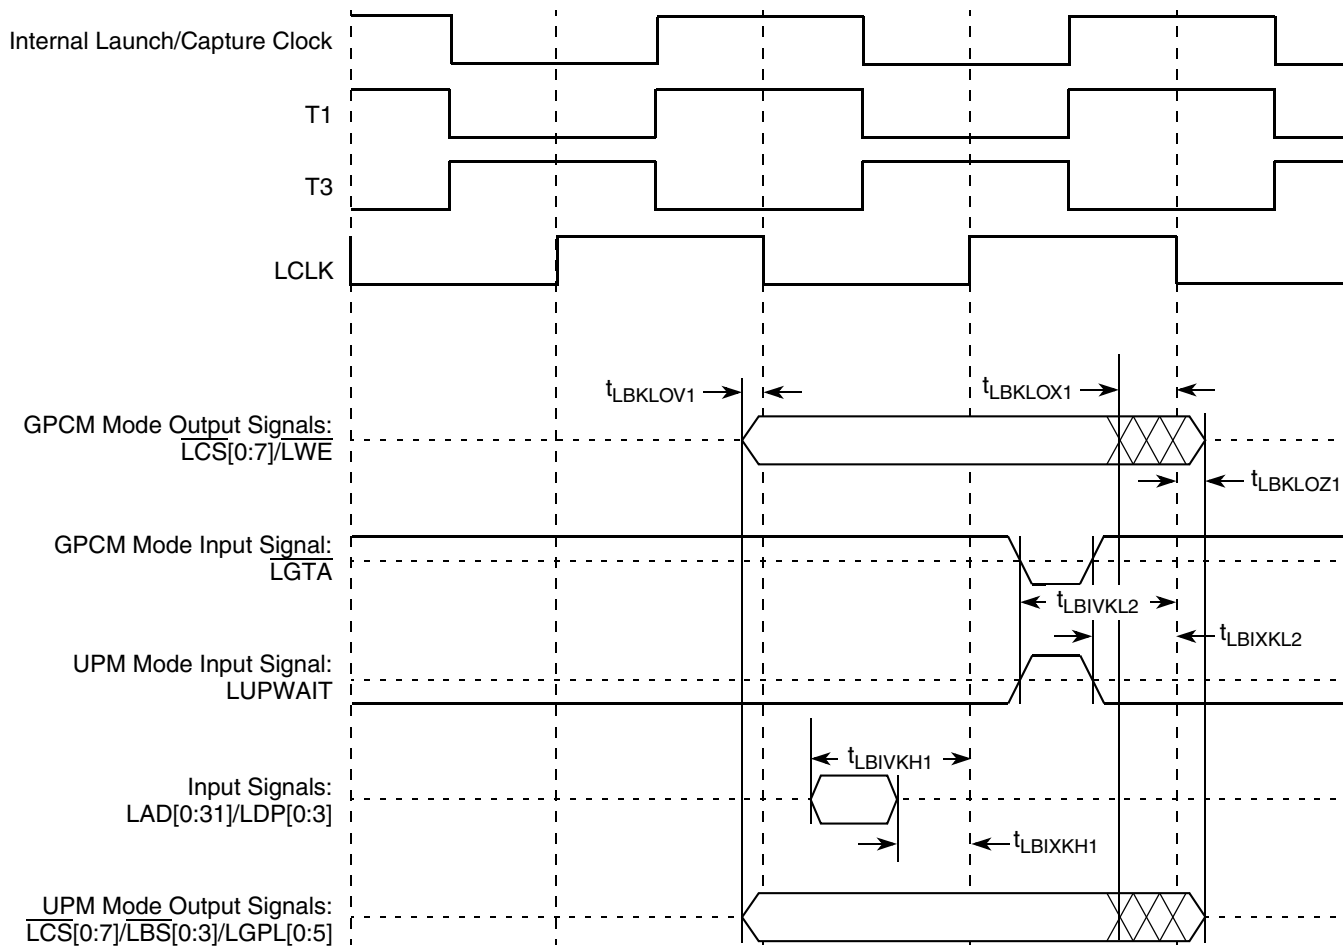 Internal Launch/Capture Clock
T1
T3
LCLK
tLBKLOV1
tLBKLOX1
GPCM Mode Output Signals:
LCS[0:7]/LWE
tLBKLOZ1
GPCM Mode Input Signal:
LGTA
tLBIVKL2
tLBIXKL2
UPM Mode Input Signal:
LUPWAIT
tLBIVKH1
Input Signals:
LAD[0:31]/LDP[0:3]
tLBIXKH1
UPM Mode Output Signals:
LCS[0:7]/LBS[0:3]/LGPL[0:5]